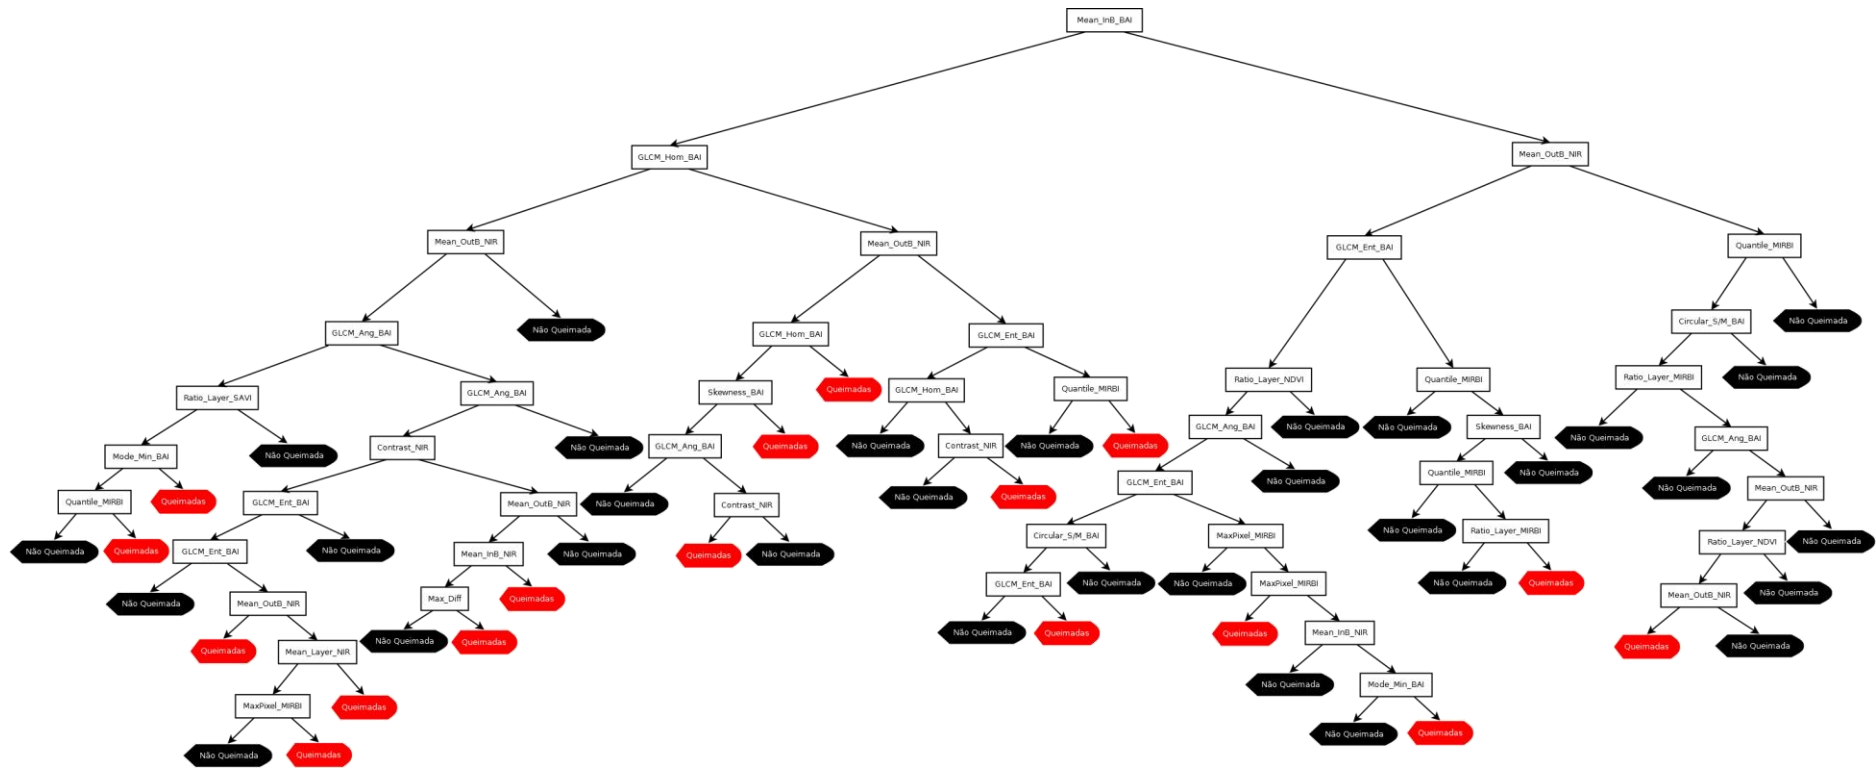 Mean_InB_BAI
GLCM_Hom_BAI
Mean_OutB_NIR
Mean_OutB_NIR
Mean_OutB_NIR
GLCM_Ent_BAI
Quantile_MIRBI
GLCM_Ang_BAI
Não Queimada
GLCM_Hom_BAI
GLCM_Ent_BAI
Circular_S/M_BAI
Não Queimada
Ratio_Layer_SAVI
GLCM_Ang_BAI
Skewness_BAI
Queimadas
GLCM_Hom_BAI
Quantile_MIRBI
Ratio_Layer_NDVI
Quantile_MIRBI
Ratio_Layer_MIRBI
Não Queimada
Mode_Min_BAI
Não Queimada
Contrast_NIR
Não Queimada
GLCM_Ang_BAI
Queimadas
Não Queimada
Contrast_NIR
Não Queimada
Queimadas
GLCM_Ang_BAI
Não Queimada
Não Queimada
Skewness_BAI
Não Queimada
GLCM_Ang_BAI
Quantile_MIRBI
Queimadas
GLCM_Ent_BAI
Mean_OutB_NIR
Não Queimada
Contrast_NIR
Não Queimada
Queimadas
GLCM_Ent_BAI
Não Queimada
Quantile_MIRBI
Não Queimada
Não Queimada
Mean_OutB_NIR
Não Queimada
Queimadas
GLCM_Ent_BAI
Não Queimada
Mean_InB_NIR
Não Queimada
Queimadas
Não Queimada
Circular_S/M_BAI
MaxPixel_MIRBI
Não Queimada
Ratio_Layer_MIRBI
Ratio_Layer_NDVI
Não Queimada
Não Queimada
Mean_OutB_NIR
Max_Diff
Queimadas
GLCM_Ent_BAI
Não Queimada
Não Queimada
MaxPixel_MIRBI
Não Queimada
Queimadas
Mean_OutB_NIR
Não Queimada
Queimadas
Mean_Layer_NIR
Não Queimada
Queimadas
Não Queimada
Queimadas
Queimadas
Mean_InB_NIR
Queimadas
Não Queimada
MaxPixel_MIRBI
Queimadas
Não Queimada
Mode_Min_BAI
Não Queimada
Queimadas
Não Queimada
Queimadas